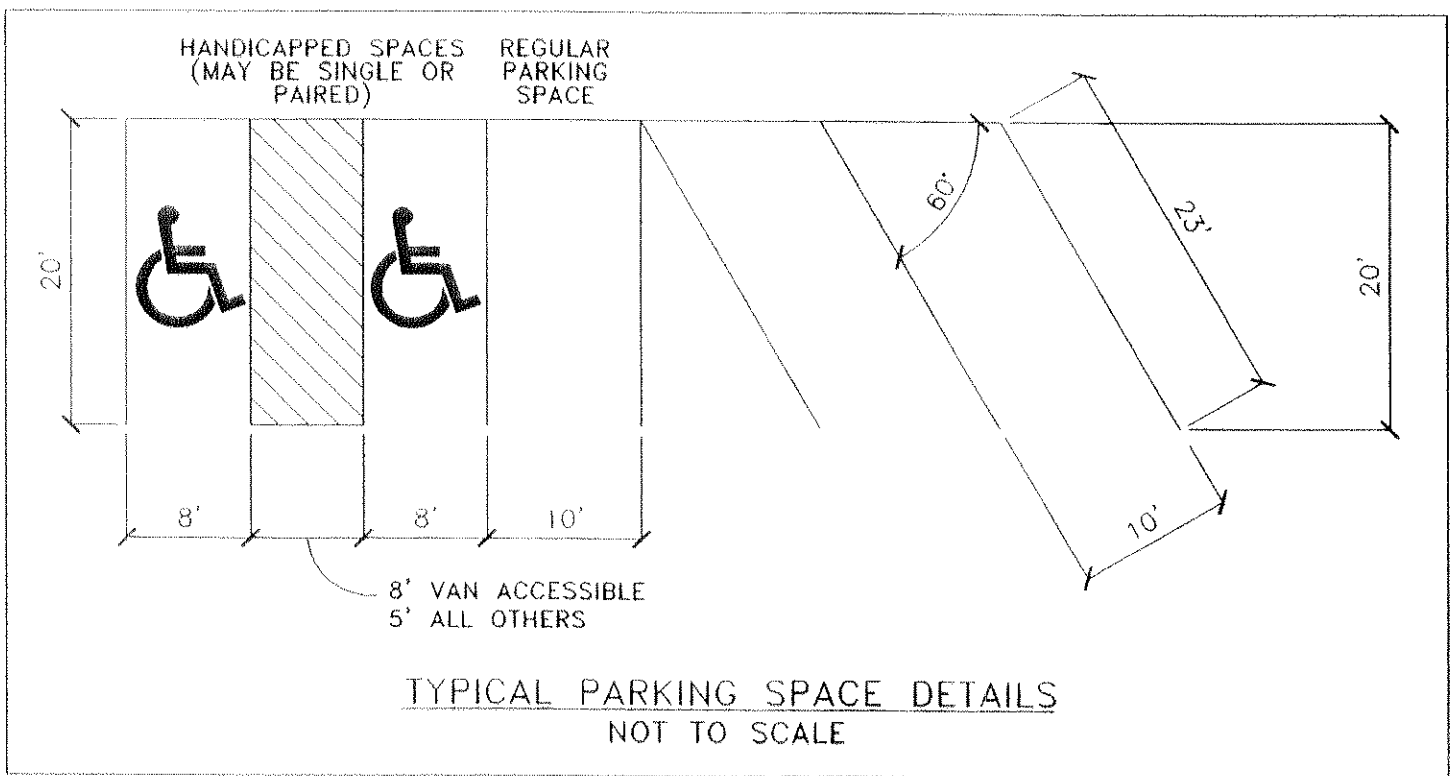 HANDICAPPED SPACES
(MAY BE SINGLE OR
PAIRED)
REGULAR
PARKING
SPACE
20'
60°
23'
20'
8'
8'
10'
10'
8' VAN ACCESSIBLE
5' ALL OTHERS
TYPICAL PARKING SPACE DETAILS
NOT TO SCALE